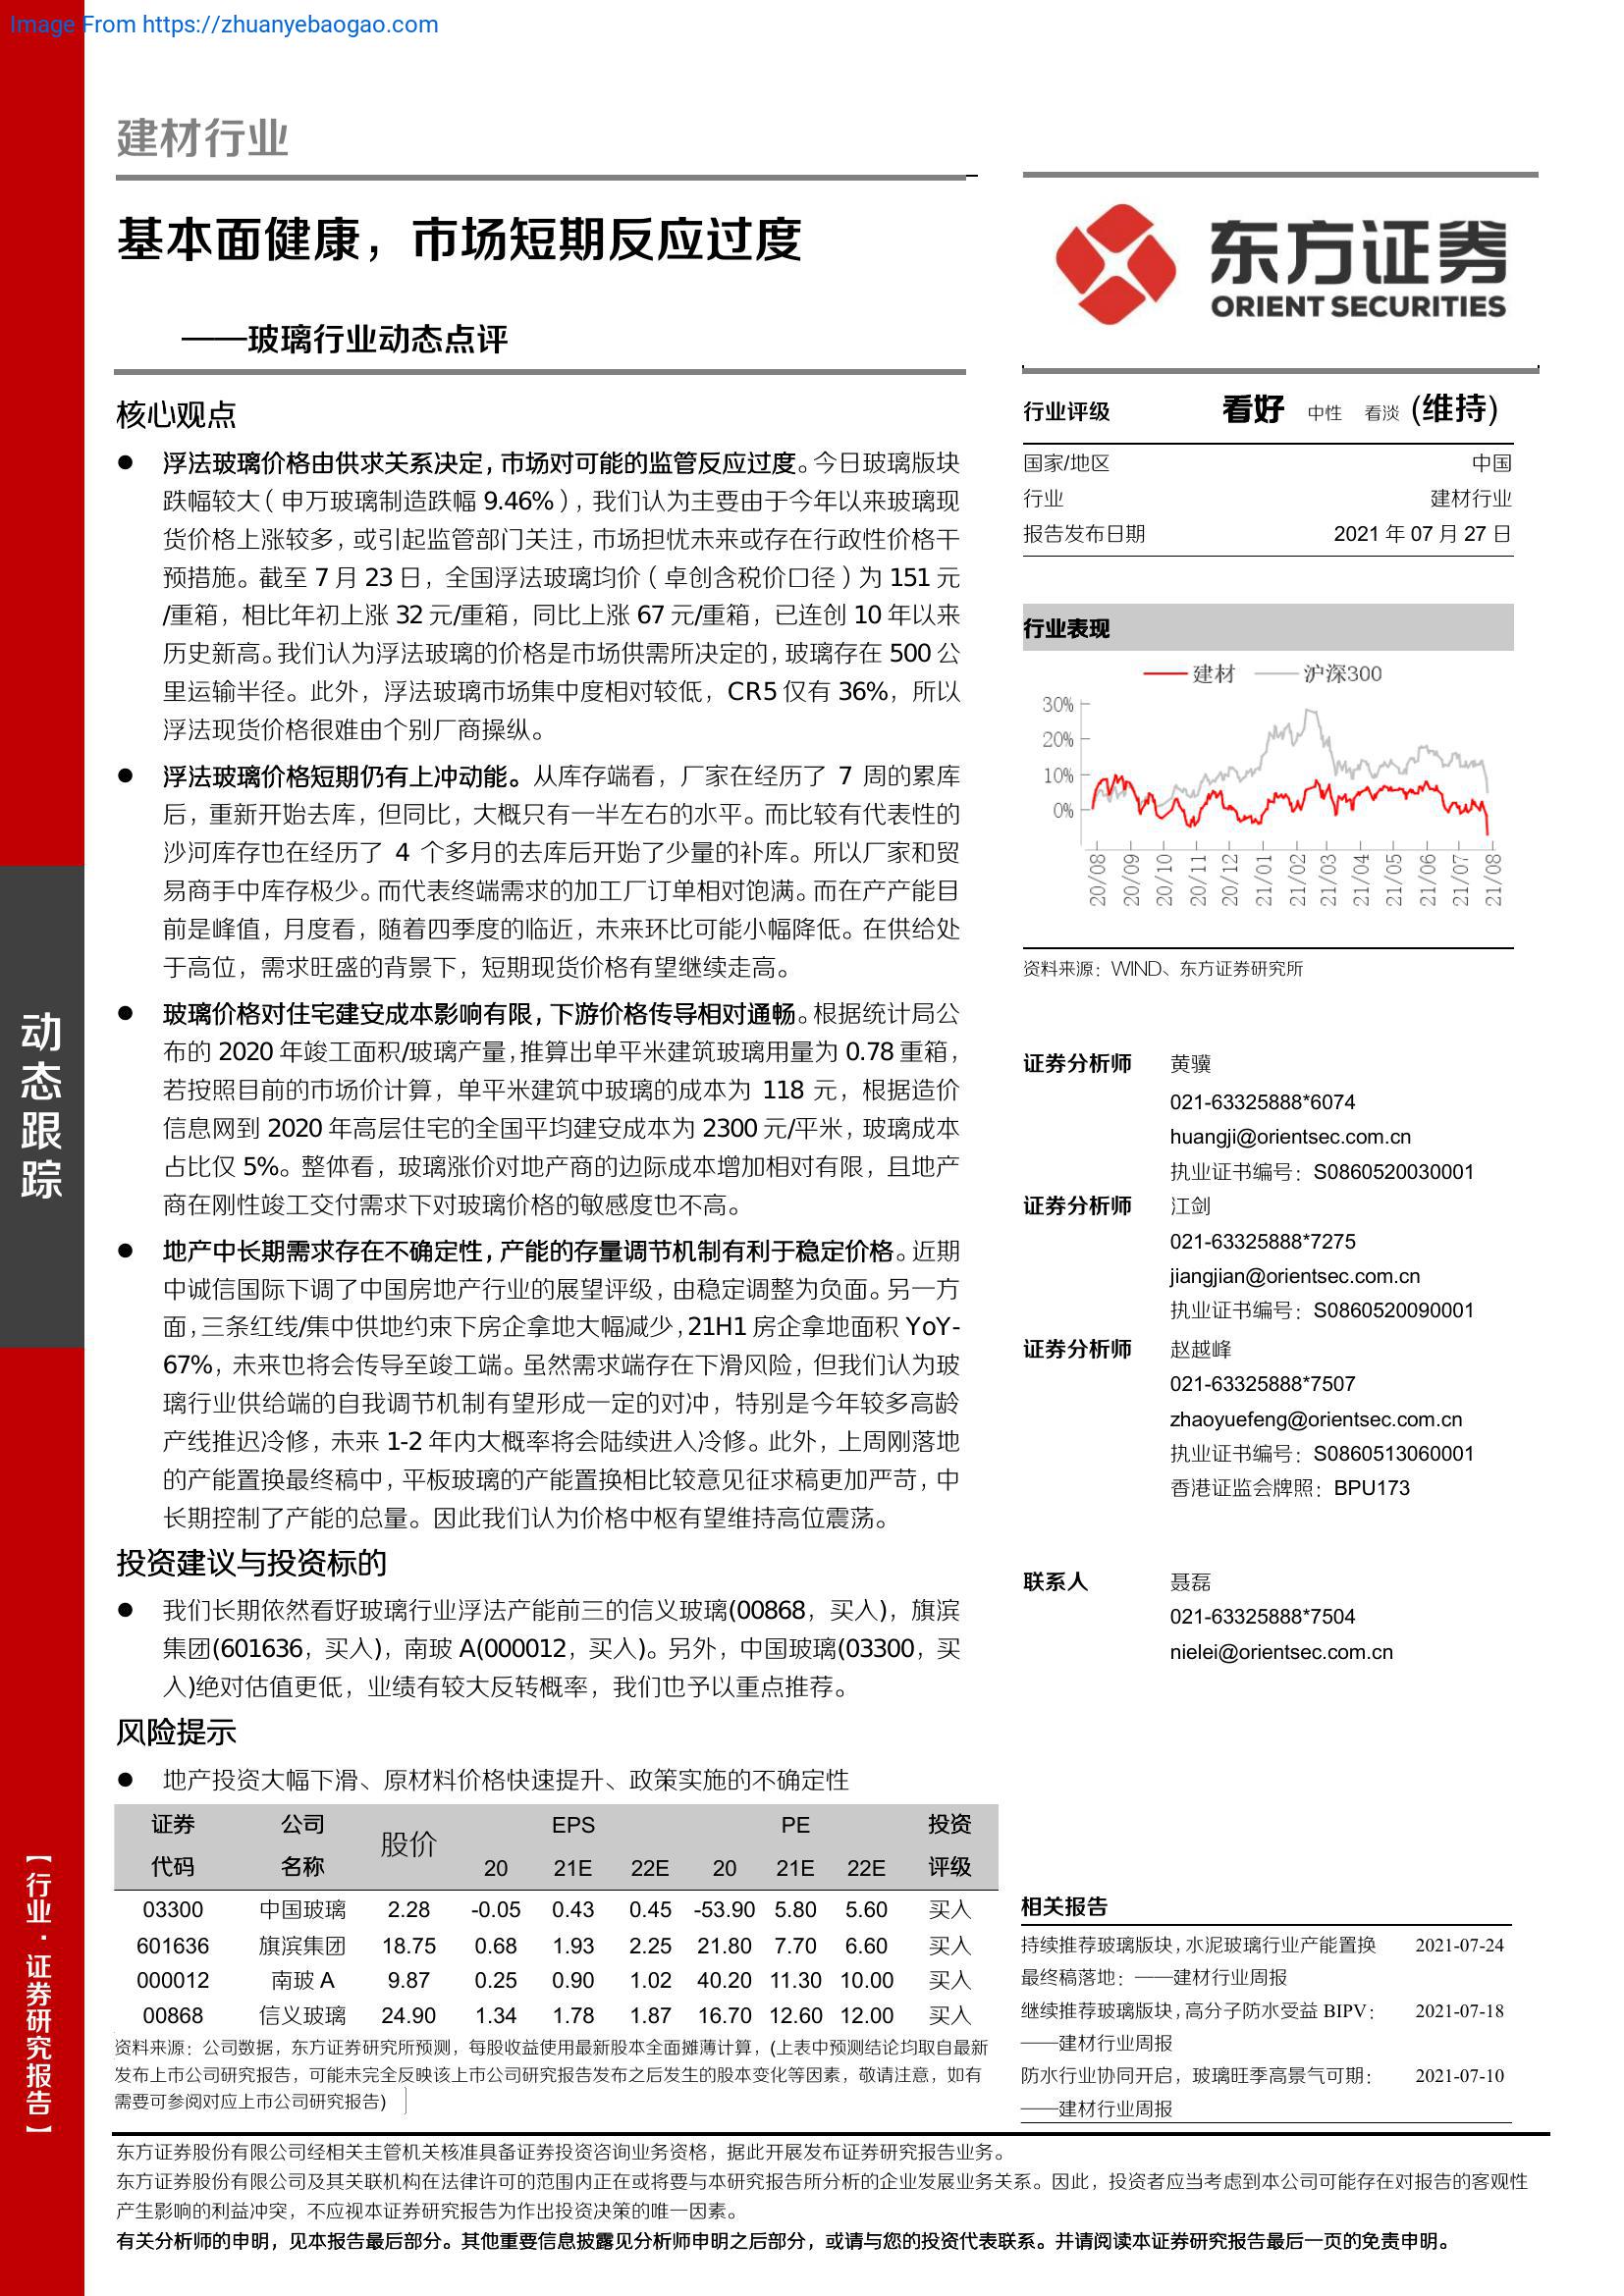 Image From https://zhuanyebaogao.com
建材行业
基本面健康，市场短期反应过度
——玻璃行业动态点评
核心观点
● 浮法玻璃价格由供求关系决定，市场对可能的监管反应过度。今日玻璃版块
跌幅较大（申万玻璃制造跌幅 9.46%），我们认为主要由于今年以来玻璃现
货价格上涨较多，或引起监管部门关注，市场担忧未来或存在行政性价格干
预措施。截至 7 月 23 日，全国浮法玻璃均价（卓创含税价口径）为 151 元
/重箱，相比年初上涨 32 元/重箱，同比上涨 67 元/重箱，已连创 10 年以来
历史新高。我们认为浮法玻璃的价格是市场供需所决定的，玻璃存在 500 公
里运输半径。此外，浮法玻璃市场集中度相对较低，CR5 仅有 36%，所以
浮法现货价格很难由个别厂商操纵。
● 浮法玻璃价格短期仍有上冲动能。从库存端看，厂家在经历了 7 周的累库
后，重新开始去库，但同比，大概只有一半左右的水平。而比较有代表性的
沙河库存也在经历了 4 个多月的去库后开始了少量的补库。所以厂家和贸
易商手中库存极少。而代表终端需求的加工厂订单相对饱满。而在产产能目
前是峰值，月度看，随着四季度的临近，未来环比可能小幅降低。在供给处
于高位，需求旺盛的背景下，短期现货价格有望继续走高。
● 玻璃价格对住宅建安成本影响有限，下游价格传导相对通畅。根据统计局公
布的 2020 年竣工面积/玻璃产量，推算出单平米建筑玻璃用量为 0.78 重箱，
若按照目前的市场价计算，单平米建筑中玻璃的成本为 118 元，根据造价
信息网到 2020 年高层住宅的全国平均建安成本为 2300 元/平米，玻璃成本
占比仅 5%。整体看，玻璃涨价对地产商的边际成本增加相对有限，且地产
商在刚性竣工交付需求下对玻璃价格的敏感度也不高。
● 地产中长期需求存在不确定性，产能的存量调节机制有利于稳定价格。近期
中诚信国际下调了中国房地产行业的展望评级，由稳定调整为负面。另一方
面，三条红线/集中供地约束下房企拿地大幅减少，21H1 房企拿地面积 YoY-
67%，未来也将会传导至竣工端。虽然需求端存在下滑风险，但我们认为玻
璃行业供给端的自我调节机制有望形成一定的对冲，特别是今年较多高龄
产线推迟冷修，未来 1-2 年内大概率将会陆续进入冷修。此外，上周刚落地
的产能置换最终稿中，平板玻璃的产能置换相比较意见征求稿更加严苛，中
长期控制了产能的总量。因此我们认为价格中枢有望维持高位震荡。
投资建议与投资标的
● 我们长期依然看好玻璃行业浮法产能前三的信义玻璃(00868，买入)，旗滨
集团(601636，买入)，南玻 A(000012，买入)。另外，中国玻璃(03300，买
入)绝对估值更低，业绩有较大反转概率，我们也予以重点推荐。
风险提示
● 地产投资大幅下滑、原材料价格快速提升、政策实施的不确定性
证券 公司 股价 EPS PE 投资
代码 名称 20 21E 22E 20 21E 22E 评级
03300 中国玻璃 2.28 -0.05 0.43 0.45 -53.90 5.80 5.60 买入
601636 旗滨集团 18.75 0.68 1.93 2.25 21.80 7.70 6.60 买入
000012 南玻 A 9.87 0.25 0.90 1.02 40.20 11.30 10.00 买入
00868 信义玻璃 24.90 1.34 1.78 1.87 16.70 12.60 12.00 买入
资料来源：公司数据，东方证券研究所预测，每股收益使用最新股本全面摊薄计算，(上表中预测结论均取自最新
发布上市公司研究报告，可能未完全反映该上市公司研究报告发布之后发生的股本变化等因素，敬请注意，如有
需要可参阅对应上市公司研究报告)
东方证券
ORIENT SECURITIES
行业评级 看好 中性 看淡 (维持)
国家/地区 中国
行业 建材行业
报告发布日期 2021 年 07 月 27 日
行业表现
建材 沪深300
30%
20%
10%
0%
20/08 20/09 20/10 20/11 20/12 21/01 21/02 21/03 21/04 21/05 21/06 21/07 21/08
资料来源：WIND、东方证券研究所
证券分析师 黄骥
021-63325888*6074
huangji@orientsec.com.cn
执业证书编号：S0860520030001
证券分析师 江剑
021-63325888*7275
jiangjian@orientsec.com.cn
执业证书编号：S0860520090001
证券分析师 赵越峰
021-63325888*7507
zhaoyuefeng@orientsec.com.cn
执业证书编号：S0860513060001
香港证监会牌照：BPU173
联系人 聂磊
021-63325888*7504
nielei@orientsec.com.cn
相关报告
持续推荐玻璃版块，水泥玻璃行业产能置换 2021-07-24
最终稿落地：——建材行业周报
继续推荐玻璃版块，高分子防水受益 BIPV： 2021-07-18
——建材行业周报
防水行业协同开启，玻璃旺季高景气可期： 2021-07-10
——建材行业周报
动态跟踪
【行业·证券研究报告】
东方证券股份有限公司经相关主管机关核准具备证券投资咨询业务资格，据此开展发布证券研究报告业务。
东方证券股份有限公司及其关联机构在法律许可的范围内正在或将要与本研究报告所分析的企业发展业务关系。因此，投资者应当考虑到本公司可能存在对报告的客观性
产生影响的利益冲突，不应视本证券研究报告为作出投资决策的唯一因素。
有关分析师的申明，见本报告最后部分。其他重要信息披露见分析师申明之后部分，或请与您的投资代表联系。并请阅读本证券研究报告最后一页的免责申明。